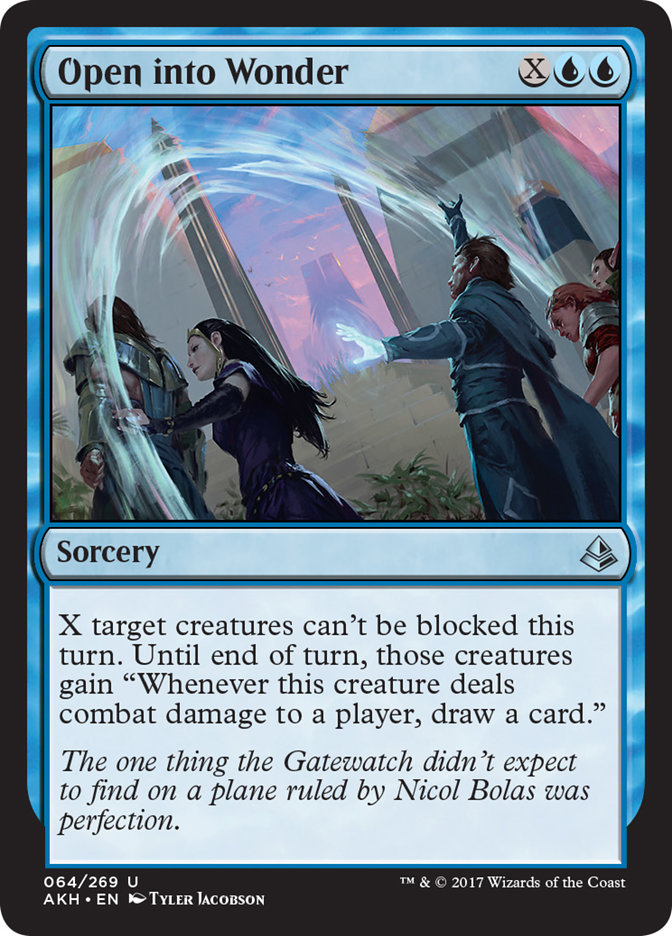 Open into Wonder X
Sorcery
X target creatures can’t be blocked this
turn. Until end of turn, those creatures
gain “Whenever this creature deals
combat damage to a player, draw a card.”
The one thing the Gatewatch didn’t expect
to find on a plane ruled by Nicol Bolas was
perfection.
064/269 U
AKH • EN Tyler Jacobson
™ & © 2017 Wizards of the Coast